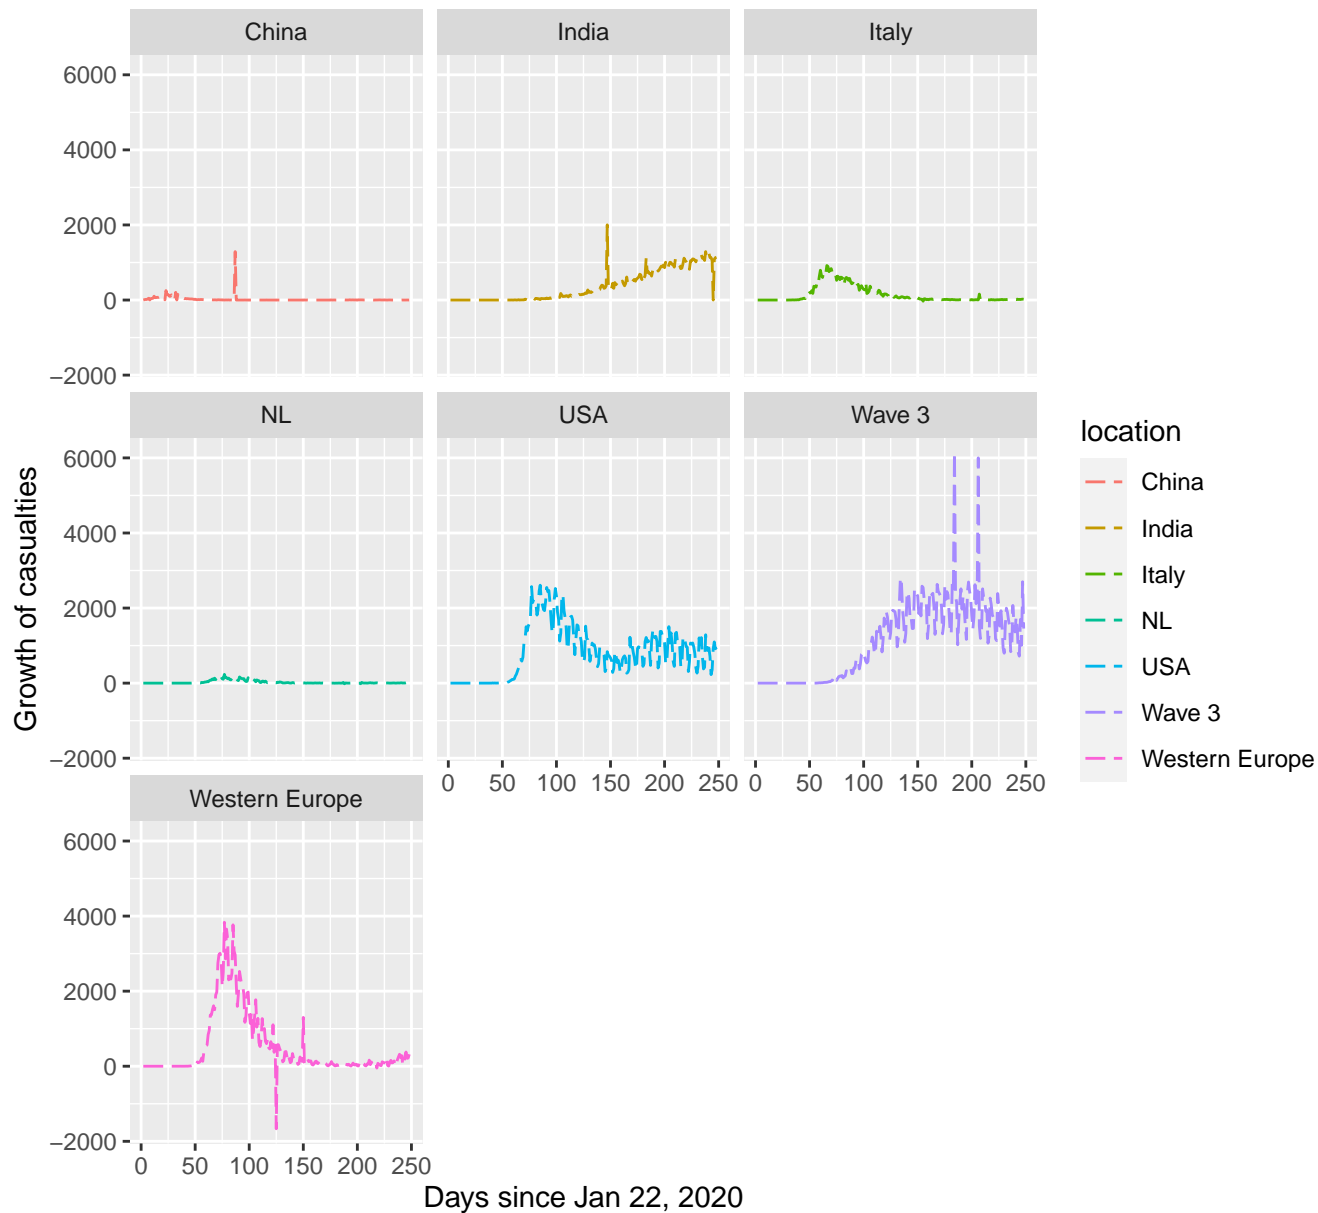 China
India
Italy
6000
4000
2000
0
−2000
NL
USA
Wave 3
6000
4000
2000
0
−2000
0 50 100 150 200 250
0 50 100 150 200 250
Western Europe
6000
4000
2000
0
−2000
0 50 100 150 200 250
Days since Jan 22, 2020
Growth of casualties
location
China
India
Italy
NL
USA
Wave 3
Western Europe